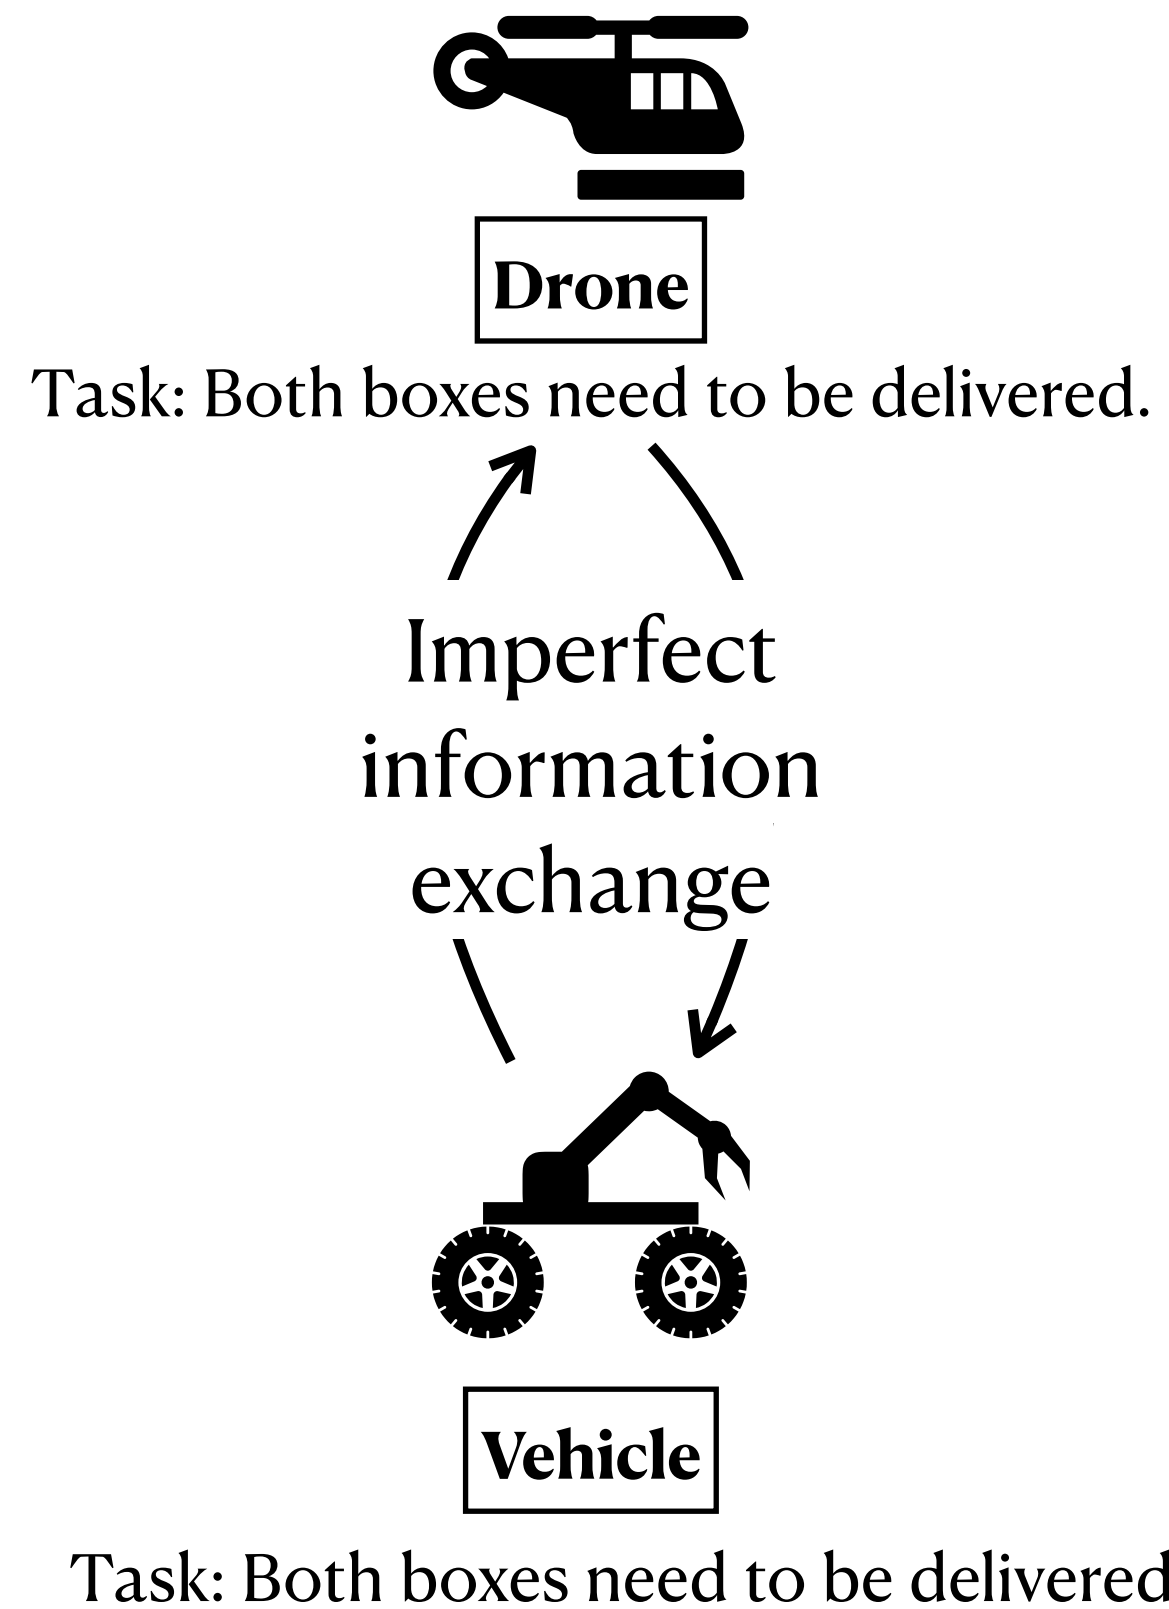 Drone
Task: Both boxes need to be delivered.
Imperfect
information
exchange
Vehicle
Task: Both boxes need to be delivered